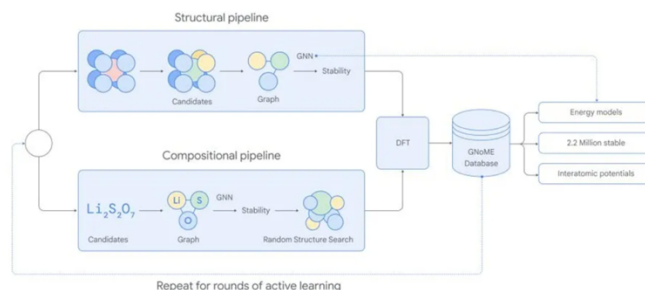 Structural pipeline
GNN
Stability
Candidates
Graph
DFT
GNoME
Database
Energy models
2.2 Million stable
Interatomic potentials
Compositional pipeline
Li₂S₂O₇
Li
S
O
GNN
Stability
Candidates
Graph
Random Structure Search
Repeat for rounds of active learning